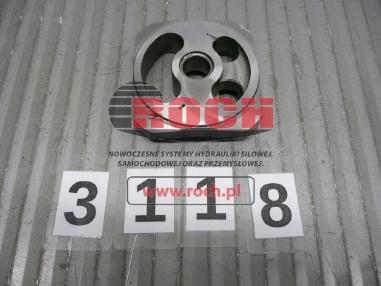 ROCH
NOWOCZESNE SYSTEMY HYDRAULIKI SIŁOWEJ,
SAMOCHODOWEJ ORAZ PRZEMYSŁOWEJ.
www.roch.pl
3 1 1 8